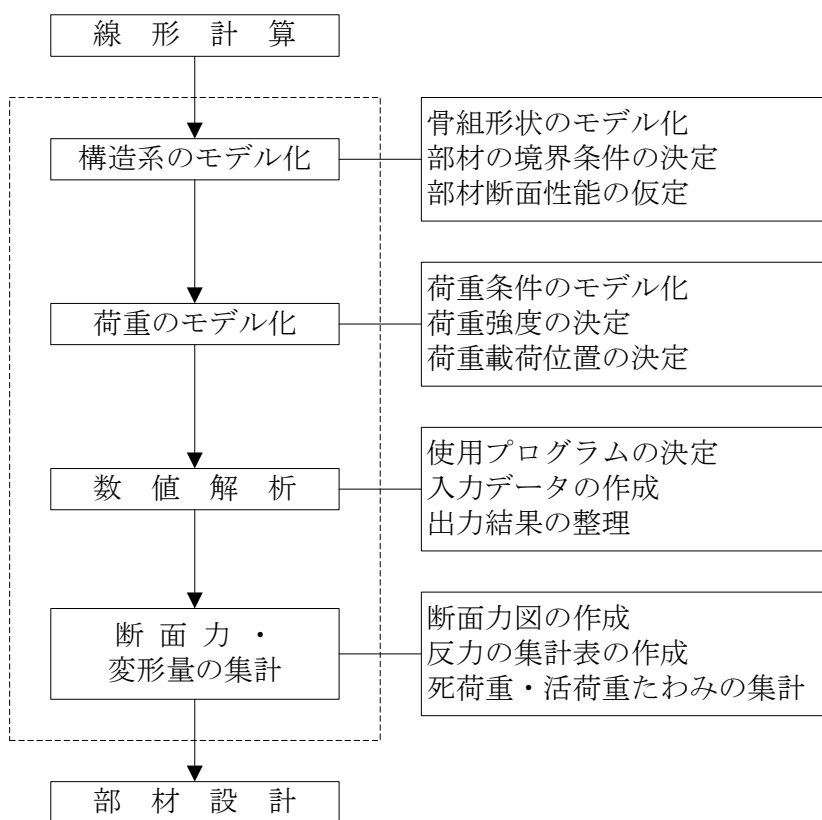 線 形 計 算
構造系のモデル化
骨組形状のモデル化
部材の境界条件の決定
部材断面性能の仮定
荷重のモデル化
荷重条件のモデル化
荷重強度の決定
荷重載荷位置の決定
数 値 解 析
使用プログラムの決定
入力データの作成
出力結果の整理
断 面 力 ・
変形量の集計
断面力図の作成
反力の集計表の作成
死荷重・活荷重たわみの集計
部 材 設 計